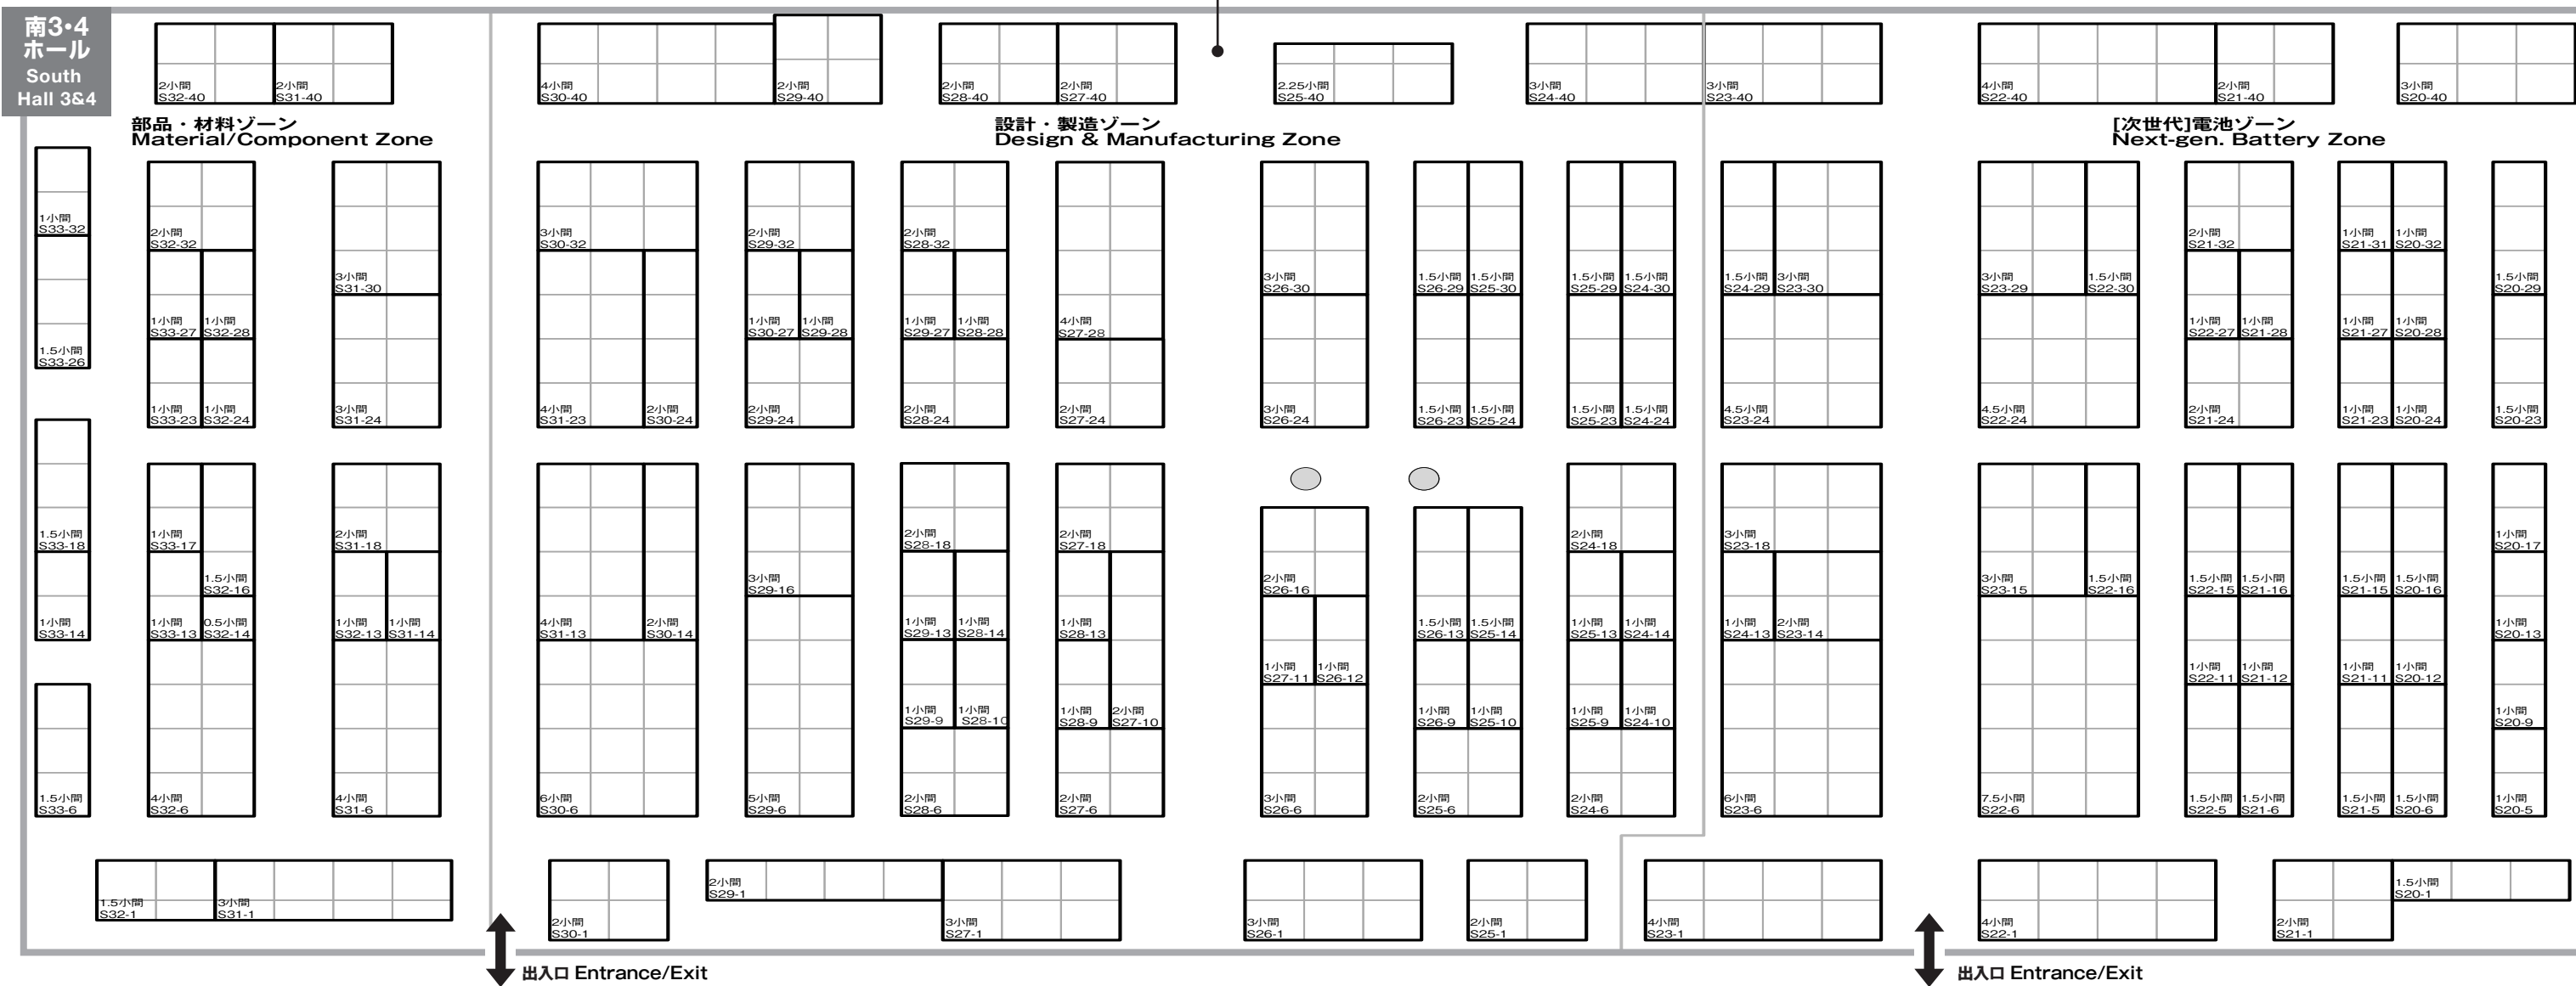 南3・4
ホール
South
Hall 3&4
2小間
S32-40
2小間
S31-40
4小間
S30-40
2小間
S29-40
2小間
S28-40
2小間
S27-40
2.25小間
S25-40
3小間
S24-40
3小間
S23-40
4小間
S22-40
2小間
S21-40
3小間
S20-40
部品・材料ゾーン
Material/Component Zone
設計・製造ゾーン
Design & Manufacturing Zone
[次世代]電池ゾーン
Next-gen. Battery Zone
1小間
S33-32
2小間
S32-32
3小間
S30-32
2小間
S29-32
2小間
S28-32
2小間
S21-32
1小間
S21-31
1小間
S20-32
3小間
S31-30
3小間
S26-30
1.5小間
S26-29
1.5小間
S25-30
1.5小間
S25-29
1.5小間
S24-30
1.5小間
S24-29
3小間
S23-30
3小間
S23-29
1.5小間
S22-30
1.5小間
S20-29
1.5小間
S33-26
1小間
S33-27
1小間
S32-28
1小間
S30-27
1小間
S29-28
1小間
S29-27
1小間
S28-28
4小間
S27-28
1小間
S22-27
1小間
S21-28
1小間
S21-27
1小間
S20-28
1小間
S33-23
1小間
S32-24
3小間
S31-24
4小間
S31-23
2小間
S30-24
2小間
S29-24
2小間
S28-24
2小間
S27-24
3小間
S26-24
1.5小間
S26-23
1.5小間
S25-24
1.5小間
S25-23
1.5小間
S24-24
4.5小間
S23-24
4.5小間
S22-24
2小間
S21-24
1小間
S21-23
1小間
S20-24
1.5小間
S20-23
1.5小間
S33-18
1小間
S33-17
2小間
S31-18
2小間
S28-18
2小間
S27-18
2小間
S24-18
3小間
S23-18
1小間
S20-17
1.5小間
S32-16
3小間
S29-16
2小間
S26-16
3小間
S23-15
1.5小間
S22-16
1.5小間
S22-15
1.5小間
S21-16
1.5小間
S21-15
1.5小間
S20-16
1小間
S33-14
1小間
S33-13
0.5小間
S32-14
1小間
S32-13
1小間
S31-14
4小間
S31-13
2小間
S30-14
1小間
S29-13
1小間
S28-14
1小間
S28-13
1.5小間
S26-13
1.5小間
S25-14
1小間
S25-13
1小間
S24-14
1小間
S24-13
2小間
S23-14
1小間
S20-13
1小間
S27-11
1小間
S26-12
1小間
S22-11
1小間
S21-12
1小間
S21-11
1小間
S20-12
1小間
S29-9
1小間
S28-10
1小間
S28-9
2小間
S27-10
1小間
S26-9
1小間
S25-10
1小間
S25-9
1小間
S24-10
1小間
S20-9
1.5小間
S33-6
4小間
S32-6
4小間
S31-6
6小間
S30-6
5小間
S29-6
2小間
S28-6
2小間
S27-6
3小間
S26-6
2小間
S25-6
2小間
S24-6
6小間
S23-6
7.5小間
S22-6
1.5小間
S22-5
1.5小間
S21-6
1.5小間
S21-5
1.5小間
S20-6
1小間
S20-5
1.5小間
S32-1
3小間
S31-1
2小間
S30-1
2小間
S29-1
3小間
S27-1
3小間
S26-1
2小間
S25-1
4小間
S23-1
4小間
S22-1
2小間
S21-1
1.5小間
S20-1
出入口 Entrance/Exit
出入口 Entrance/Exit